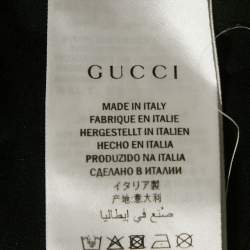 GUCCI
MADE IN ITALY
FABRIQUE EN ITALIE
HERGESTELLT IN ITALIEN
HECHO EN ITALIA
PRODUZIDO NA ITALIA
СДЕЛАНО В ИТАЛИИ
イタリア製
产地:意大利
صنع في إيطاليا